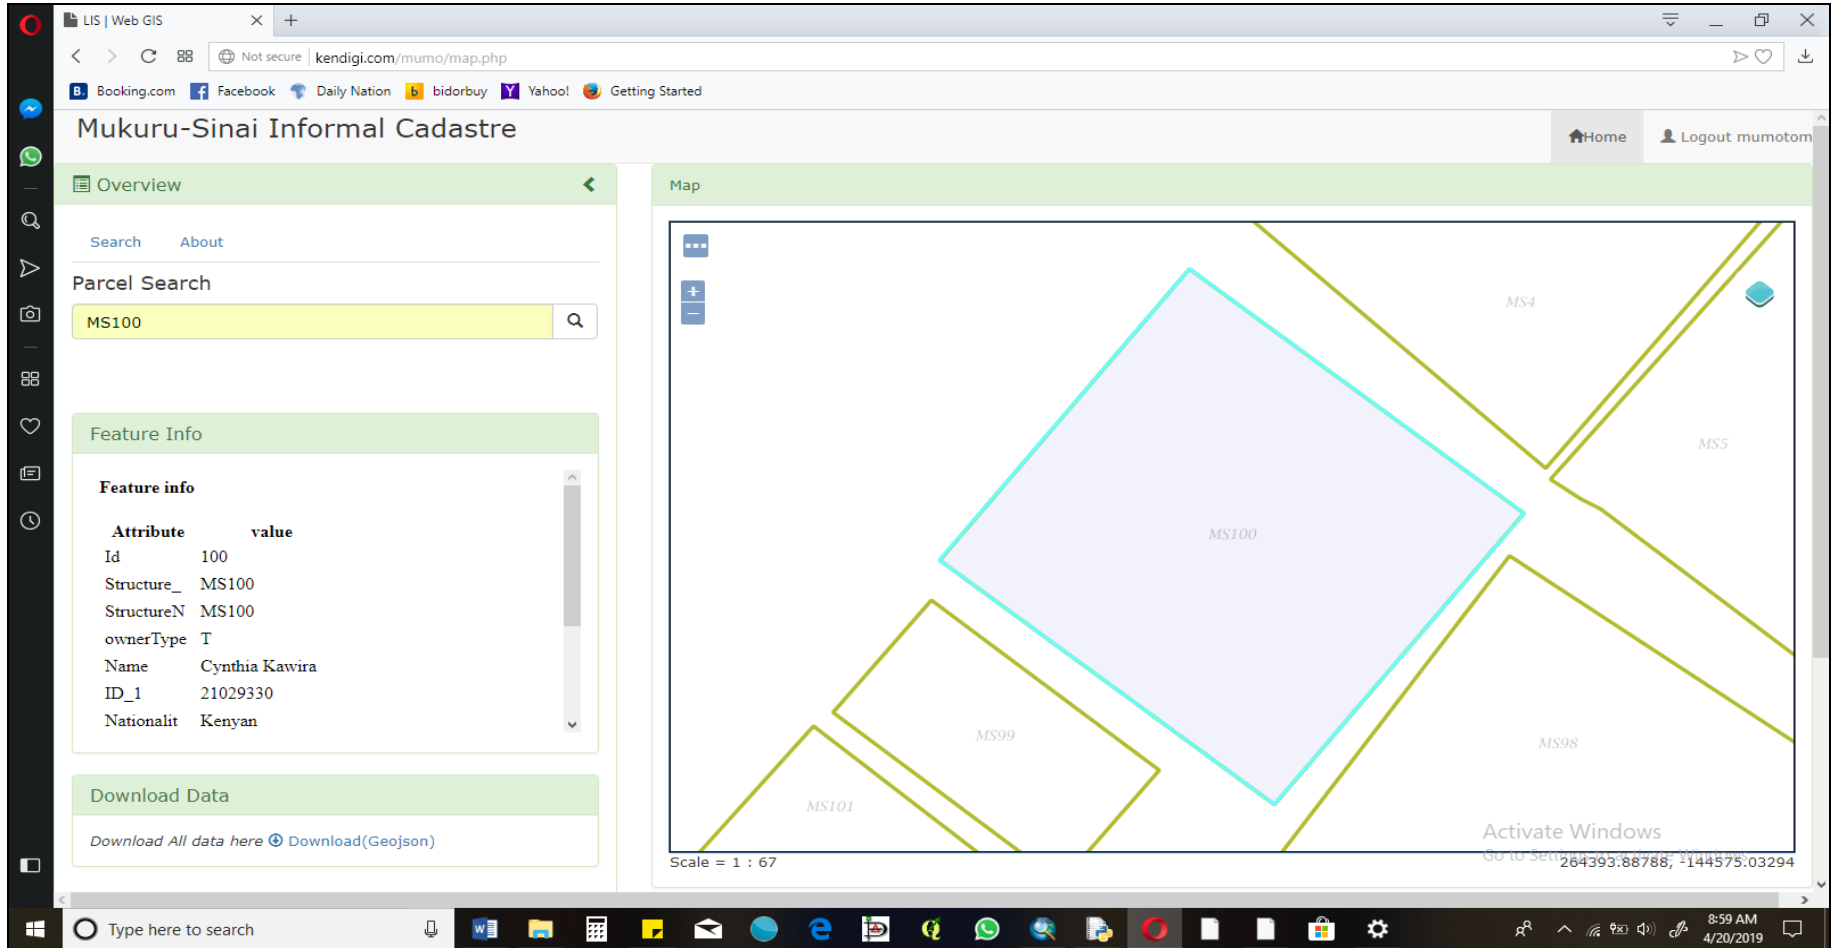 LIS | Web GIS
Not secure kendigi.com/mumo/map.php
Booking.com Facebook Daily Nation bidorbuy Yahoo! Getting Started
Mukuru-Sinai Informal Cadastre
Home Logout mumotom
Overview
Map
Search About
Parcel Search
MS100
Feature Info
Feature info
Attribute value
Id 100
Structure_ MS100
StructureN MS100
ownerType T
Name Cynthia Kawira
ID_1 21029330
Nationalit Kenyan
Download Data
Download All data here Download(Geojson)
MS4
MS5
MS100
MS99
MS98
MS101
Activate Windows
Scale = 1 : 67
264393.88788, -144575.03294
Type here to search
8:59 AM
4/20/2019